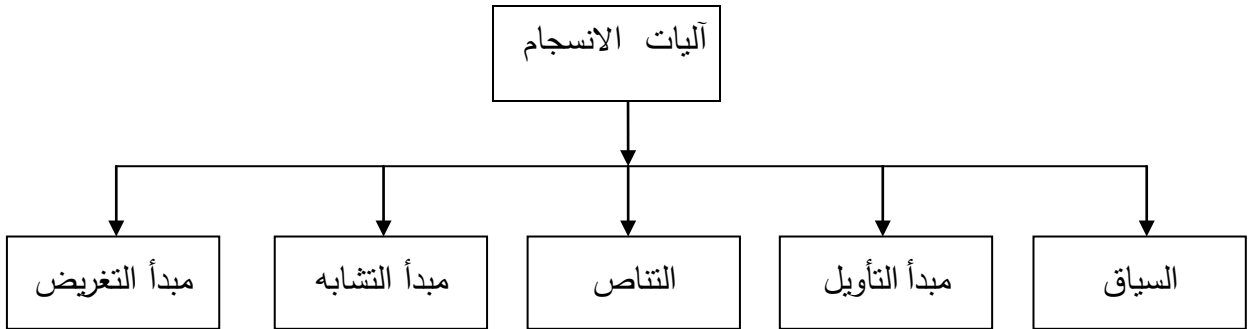 آليات الانسجام
السياق
مبدأ التأويل
التناص
مبدأ التشابه
مبدأ التغريض